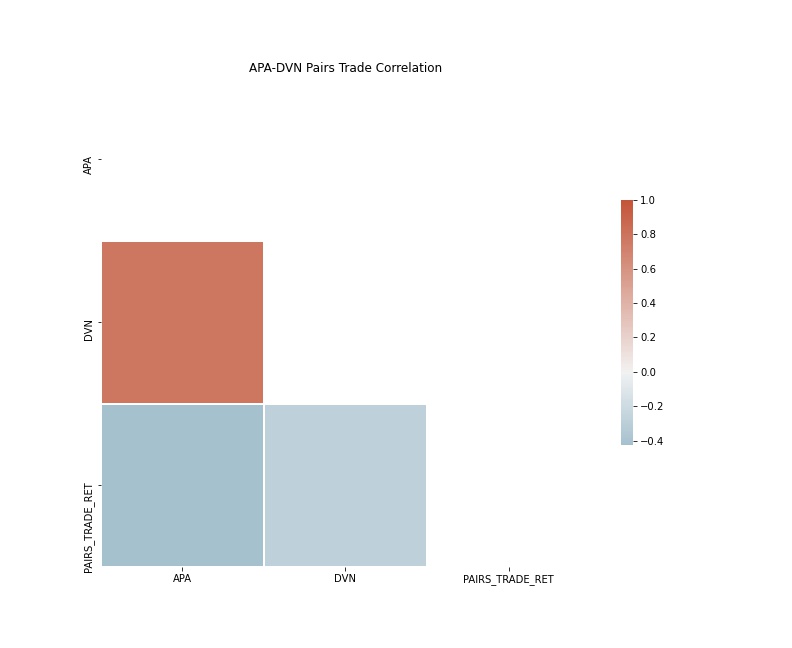 APA-DVN Pairs Trade Correlation
APA
DVN
PAIRS_TRADE_RET
APA
DVN
PAIRS_TRADE_RET
1.0
0.8
0.6
0.4
0.2
0.0
−0.2
−0.4